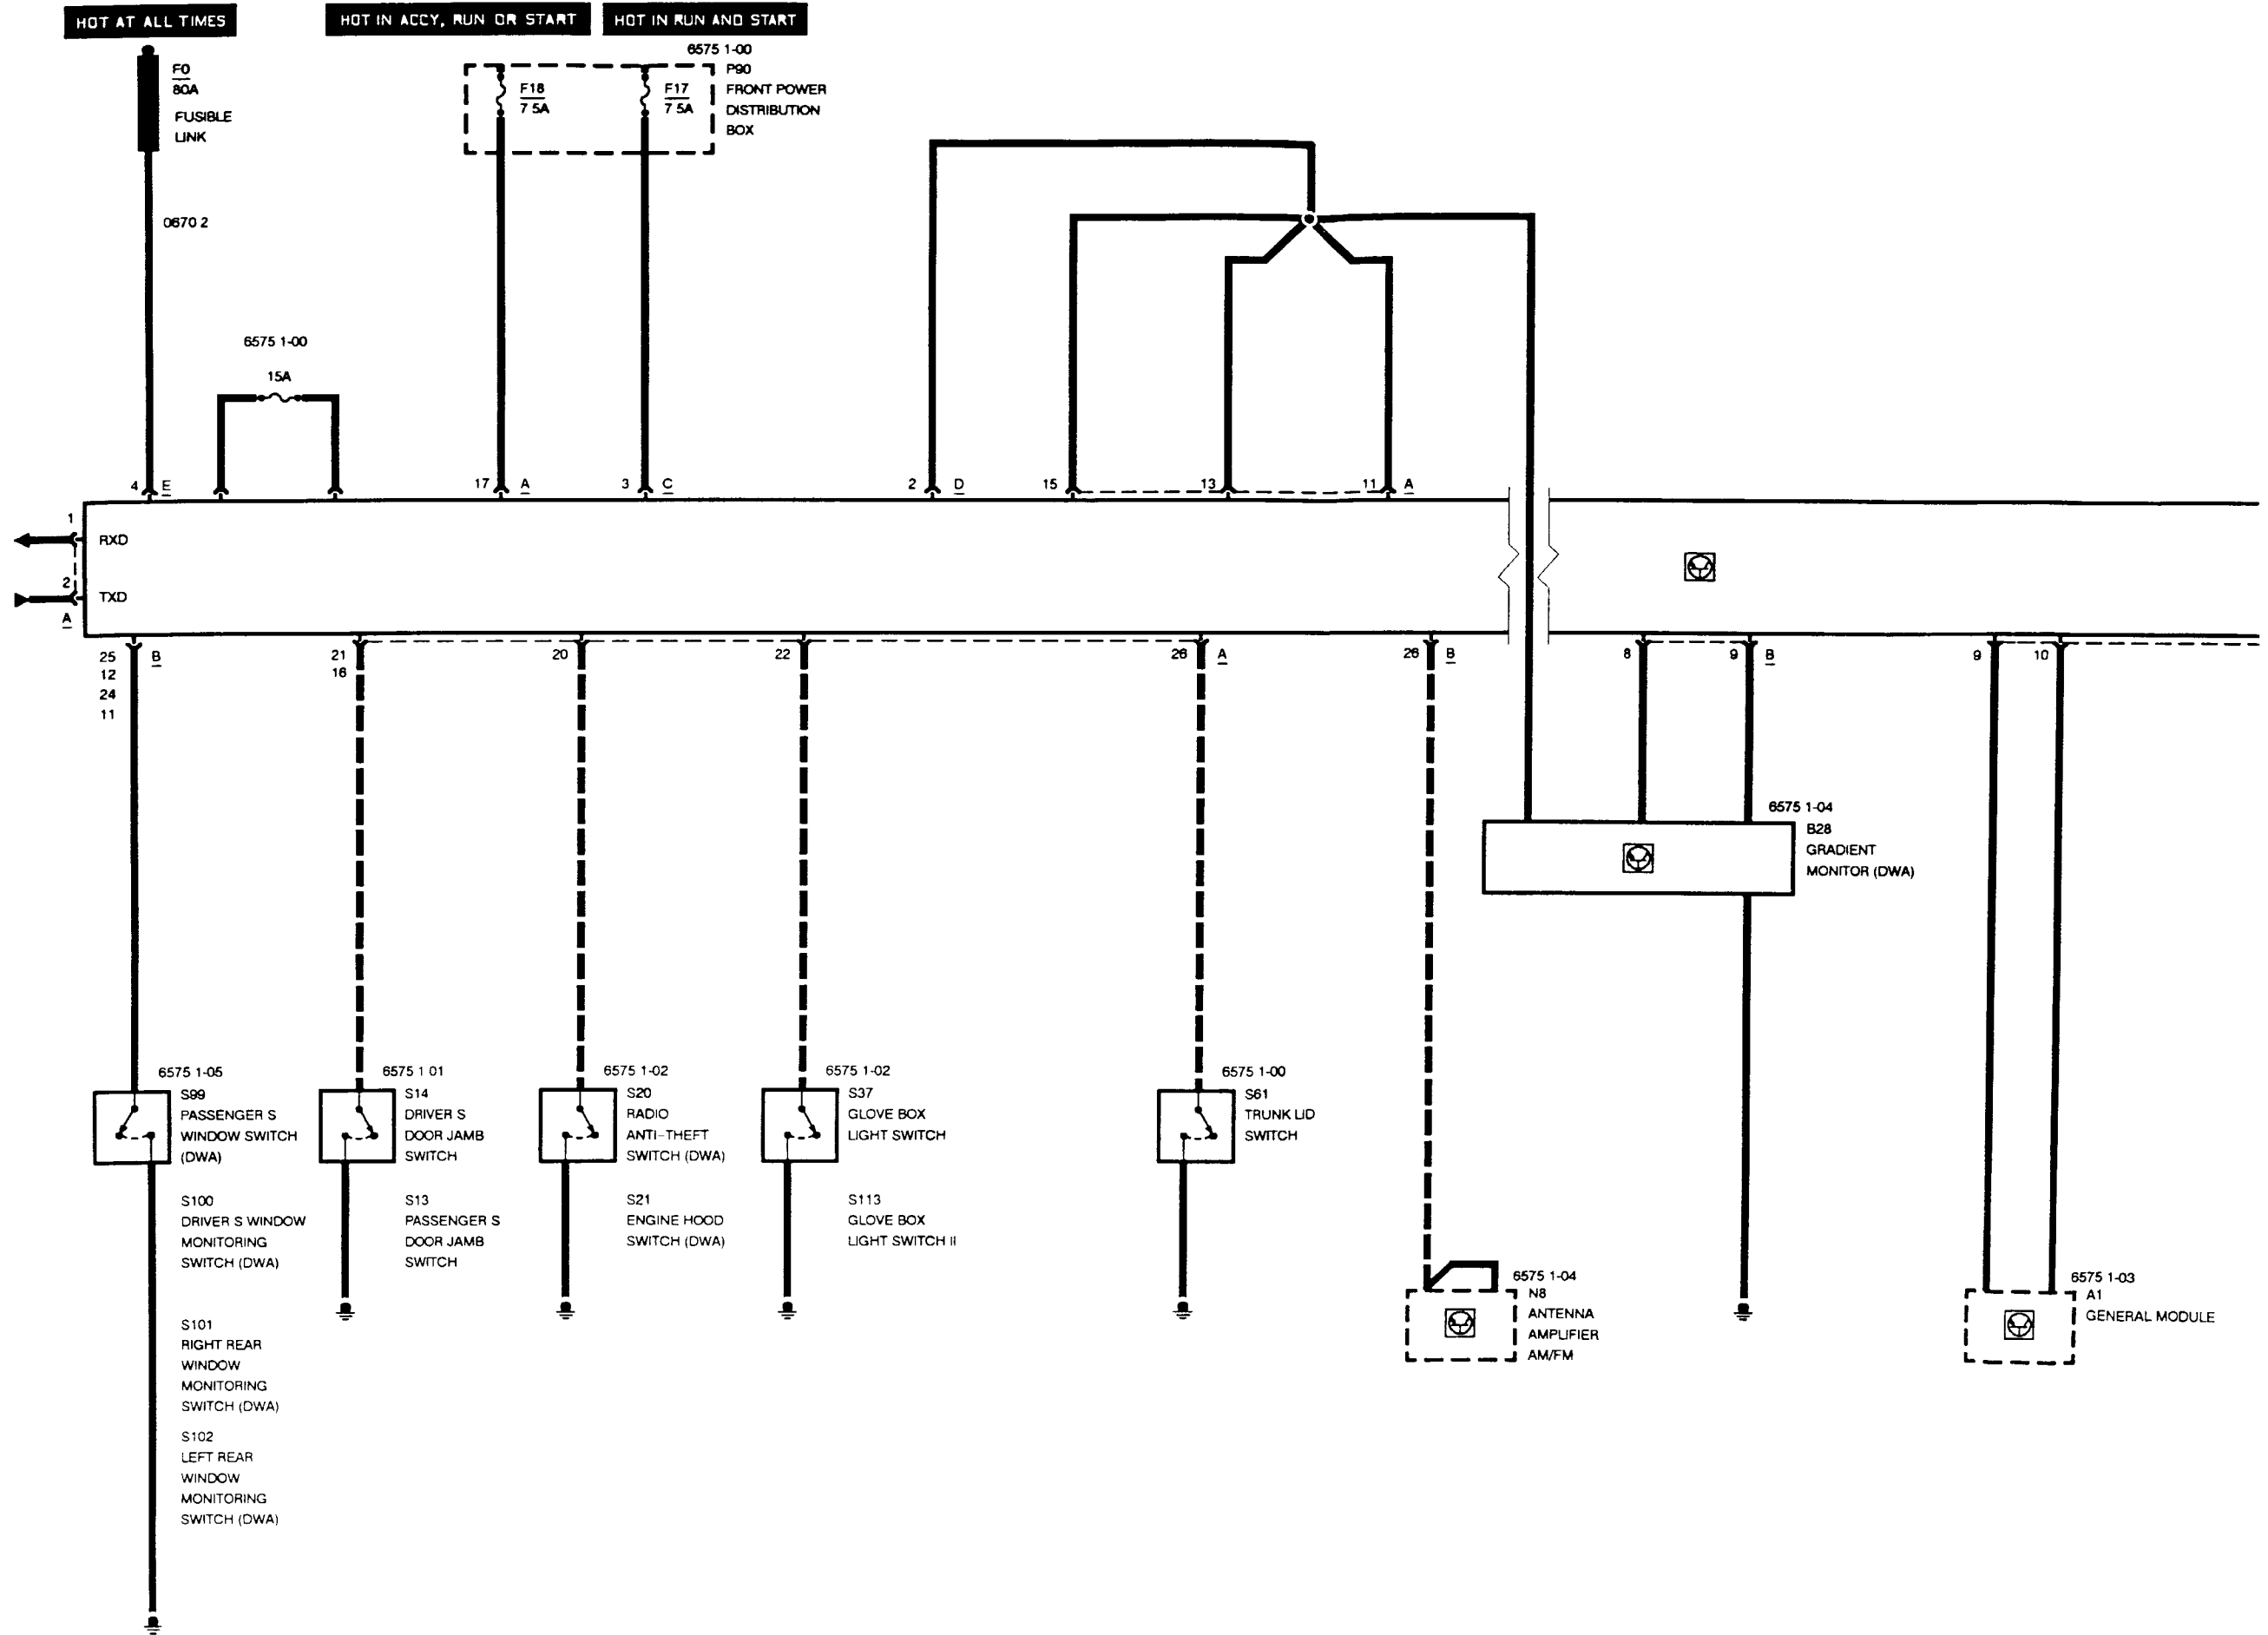 HOT AT ALL TIMES
HOT IN ACCY, RUN OR START
HOT IN RUN AND START
6575 1-00
F0
80A
FUSIBLE
LINK
F18
7 5A
F17
7 5A
P90
FRONT POWER
DISTRIBUTION
BOX
0670 2
6575 1-00
15A
4 E
17 A
3 C
2 D
15
13
11 A
1
RXD
2
TXD
A
25 B
12
24
11
21
16
20
22
26 A
26 B
8
9 B
9
10
6575 1-04
B28
GRADIENT
MONITOR (DWA)
6575 1-05
S99
PASSENGER S
WINDOW SWITCH
(DWA)
S100
DRIVER S WINDOW
MONITORING
SWITCH (DWA)
S101
RIGHT REAR
WINDOW
MONITORING
SWITCH (DWA)
S102
LEFT REAR
WINDOW
MONITORING
SWITCH (DWA)
6575 1 01
S14
DRIVER S
DOOR JAMB
SWITCH
S13
PASSENGER S
DOOR JAMB
SWITCH
6575 1-02
S20
RADIO
ANTI-THEFT
SWITCH (DWA)
S21
ENGINE HOOD
SWITCH (DWA)
6575 1-02
S37
GLOVE BOX
LIGHT SWITCH
S113
GLOVE BOX
LIGHT SWITCH II
6575 1-00
S61
TRUNK LID
SWITCH
6575 1-04
N8
ANTENNA
AMPLIFIER
AM/FM
6575 1-03
A1
GENERAL MODULE